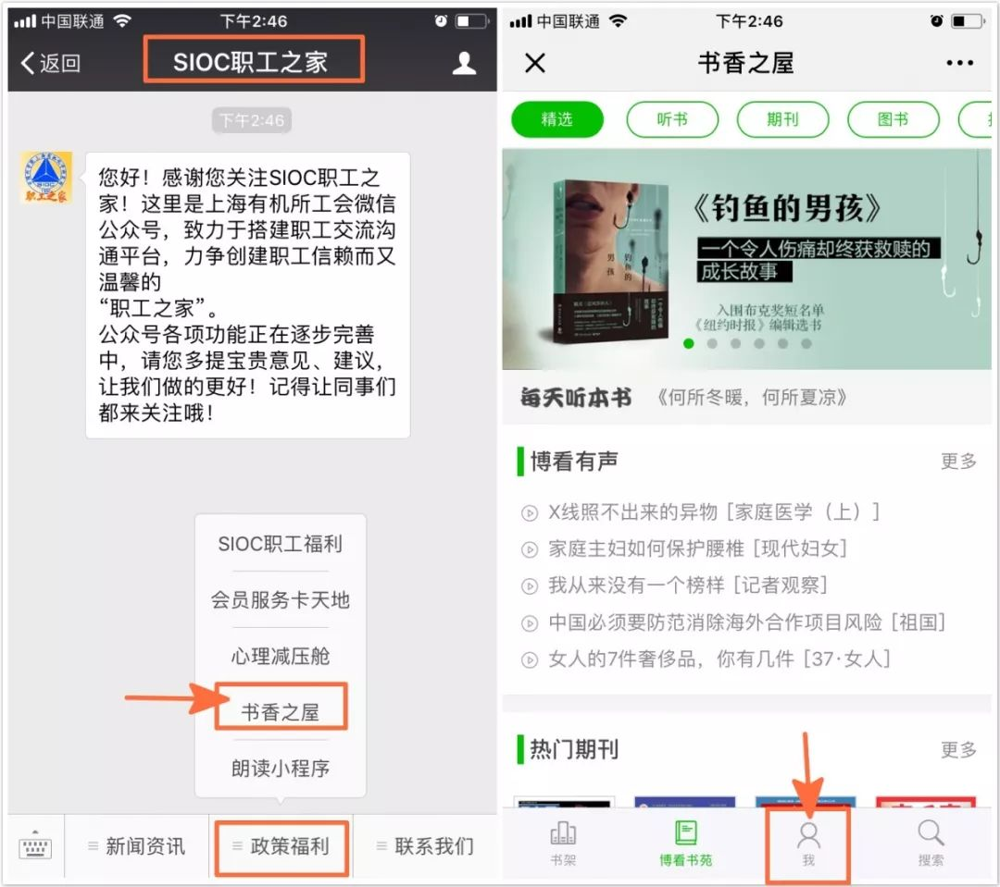 中国联通
下午2:46
返回
SIOC职工之家
下午2:46
SIOC
职工之家
您好！感谢您关注SIOC职工之
家！这里是上海有机所工会微信
公众号，致力于搭建职工交流沟
通平台，力争创建职工信赖而又
温馨的
“职工之家”。
公众号各项功能正在逐步完善
中，请您多提宝贵意见、建议，
让我们做的更好！记得让同事们
都来关注哦！
SIOC职工福利
会员服务卡天地
心理减压舱
书香之屋
朗读小程序
新闻资讯
政策福利
联系我们
中国联通
下午2:46
书香之屋
精选
听书
期刊
图书
《钓鱼的男孩》
一个令人伤痛却终获救赎的
成长故事
入围布克奖短名单
《纽约时报》编辑选书
钓鱼的
男孩
每天听本书
《何所冬暖，何所夏凉》
博看有声
更多
X线照不出来的异物 [家庭医学（上）]
家庭主妇如何保护腰椎 [现代妇女]
我从来没有一个榜样 [记者观察]
中国必须要防范消除海外合作项目风险 [祖国]
女人的7件奢侈品，你有几件 [37·女人]
热门期刊
更多
书架
博看书苑
我
搜索